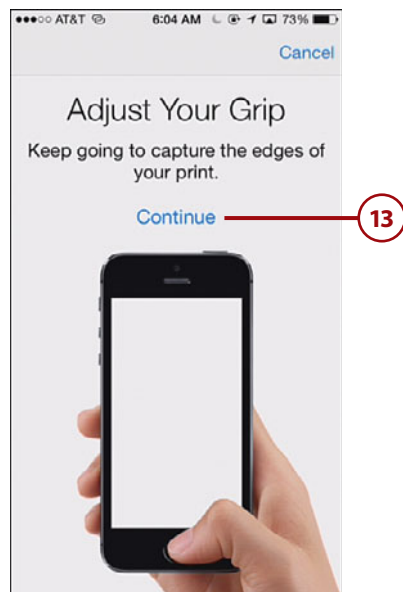 AT&T 6:04 AM 73%
Cancel
Adjust Your Grip
Keep going to capture the edges of
your print.
Continue
13